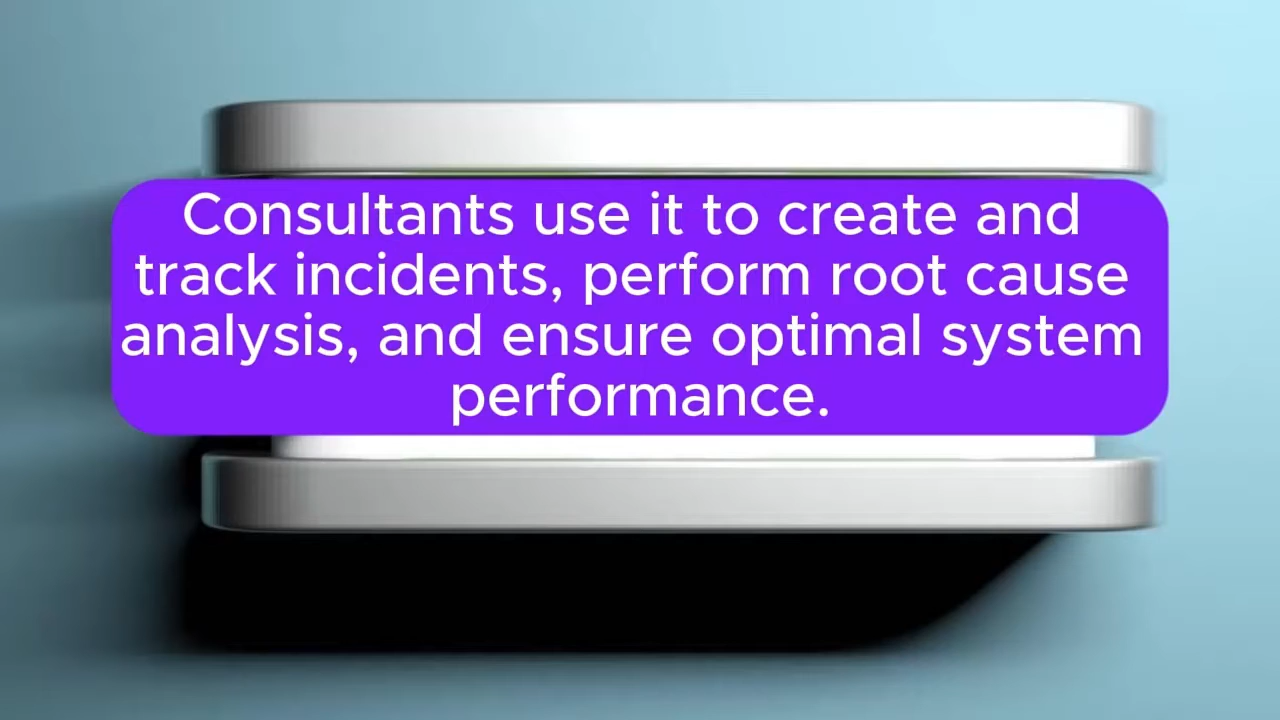 Consultants use it to create and
track incidents, perform root cause
analysis, and ensure optimal system
performance.